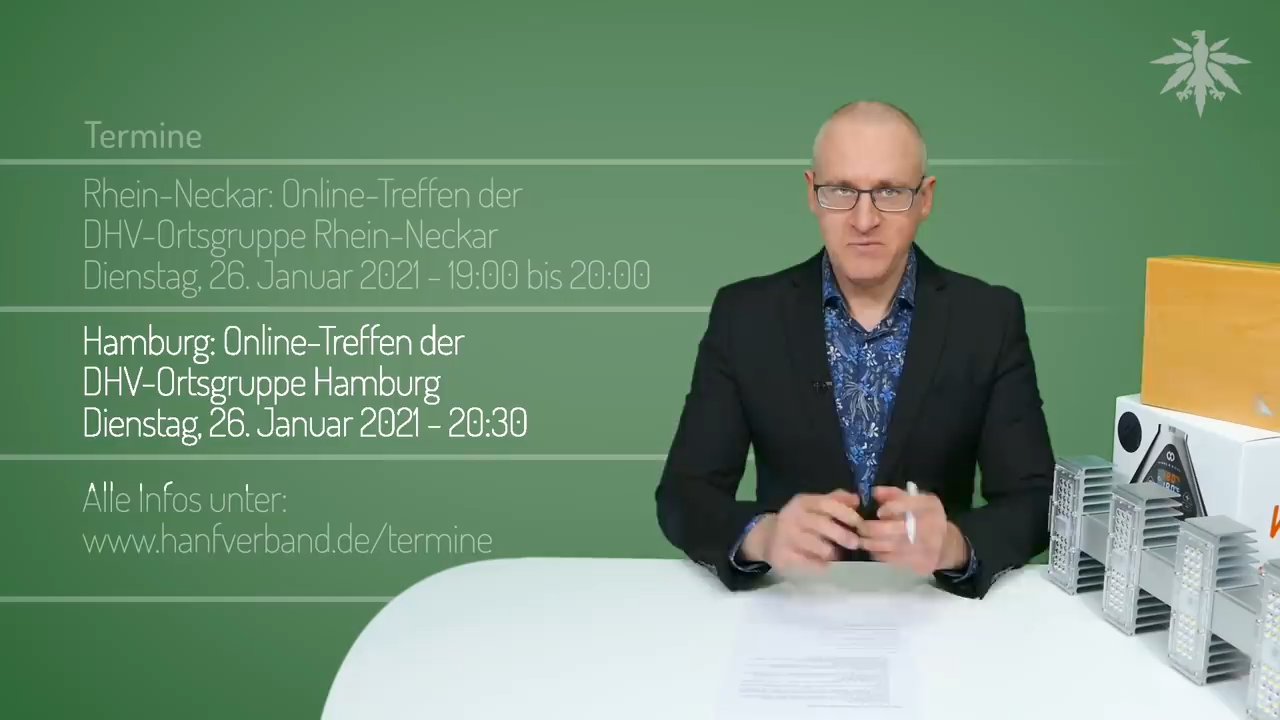 Termine
Rhein-Neckar: Online-Treffen der
DHV-Ortsgruppe Rhein-Neckar
Dienstag, 26. Januar 2021 - 19:00 bis 20:00
Hamburg: Online-Treffen der
DHV-Ortsgruppe Hamburg
Dienstag, 26. Januar 2021 - 20:30
Alle Infos unter:
www.hanfverband.de/termine